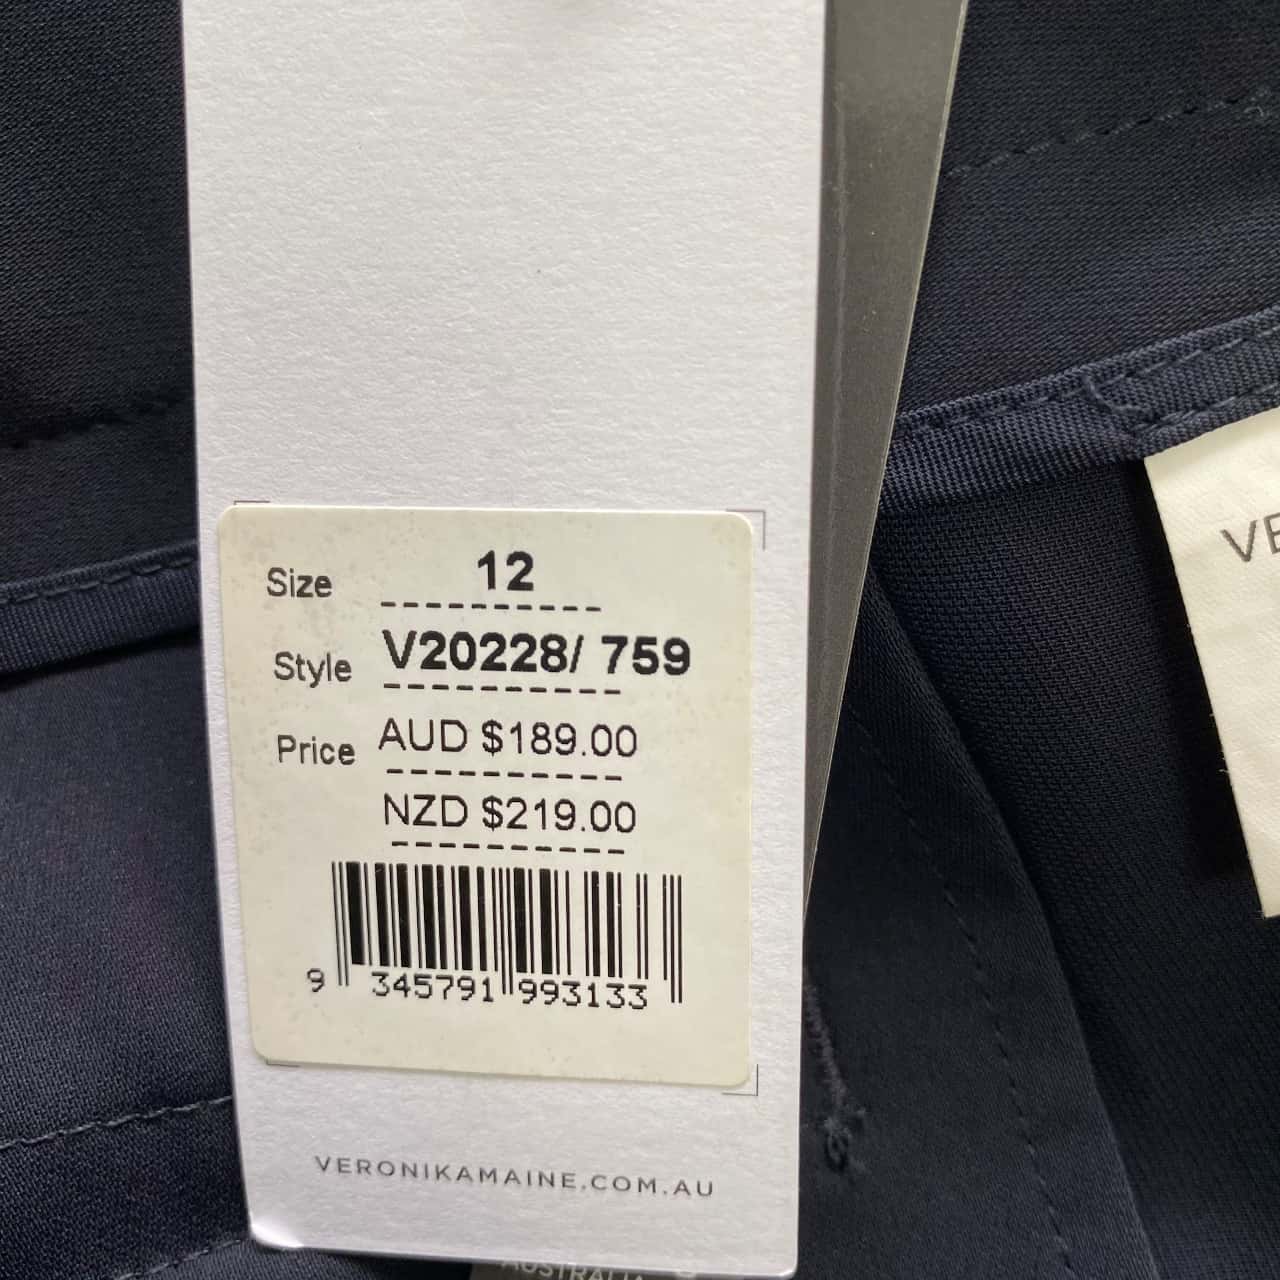 Size 12
Style V20228/ 759
Price AUD $189.00
NZD $219.00
9 345791 993133
VERONIKAMAINE.COM.AU
VE
AUSTRALIA